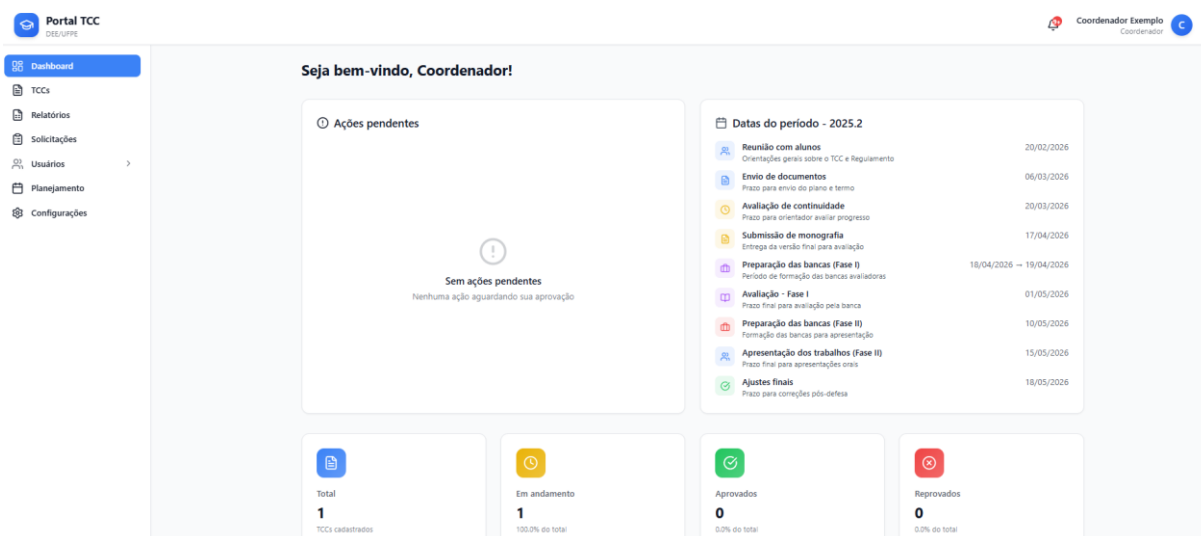 Portal TCC
DEE/UFPE
9+
Coordenador Exemplo
Coordenador
C
Dashboard
TCCs
Relatórios
Solicitações
Usuários
Planejamento
Configurações
Seja bem-vindo, Coordenador!
Ações pendentes
Sem ações pendentes
Nenhuma ação aguardando sua aprovação
Datas do período - 2025.2
Reunião com alunos 20/02/2026
Orientações gerais sobre o TCC e Regulamento
Envio de documentos 06/03/2026
Prazo para envio do plano e termo
Avaliação de continuidade 20/03/2026
Prazo para orientador avaliar progresso
Submissão de monografia 17/04/2026
Entrega da versão final para avaliação
Preparação das bancas (Fase I) 18/04/2026 → 19/04/2026
Período de formação das bancas avaliadoras
Avaliação - Fase I 01/05/2026
Prazo final para avaliação pela banca
Preparação das bancas (Fase II) 10/05/2026
Formação das bancas para apresentação
Apresentação dos trabalhos (Fase II) 15/05/2026
Prazo final para apresentações orais
Ajustes finais 18/05/2026
Prazo para correções pós-defesa
Total
1
TCCs cadastrados
Em andamento
1
100.0% do total
Aprovados
0
0.0% do total
Reprovados
0
0.0% do total